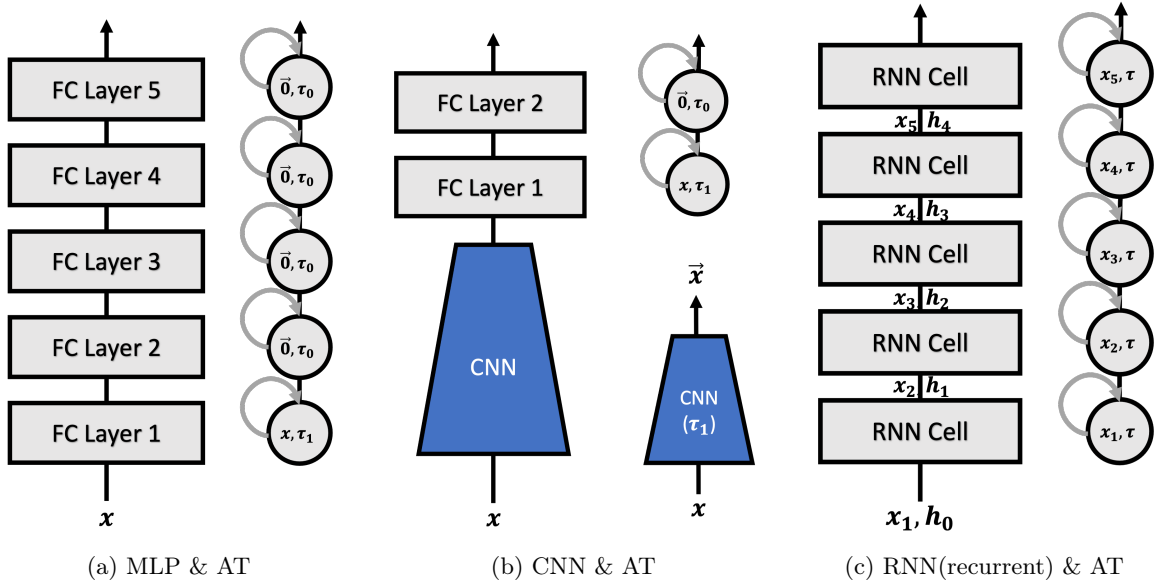 FC Layer 5
FC Layer 4
FC Layer 3
FC Layer 2
FC Layer 1
x
0⃗, τ₀
0⃗, τ₀
0⃗, τ₀
0⃗, τ₀
x, τ₁
(a) MLP & AT
FC Layer 2
FC Layer 1
CNN
x
0⃗, τ₀
x, τ₁
x⃗
CNN
(τ₁)
x
(b) CNN & AT
RNN Cell
x₅, h₄
RNN Cell
x₄, h₃
RNN Cell
x₃, h₂
RNN Cell
x₂, h₁
RNN Cell
x₁, h₀
x₅, τ
x₄, τ
x₃, τ
x₂, τ
x₁, τ
(c) RNN(recurrent) & AT